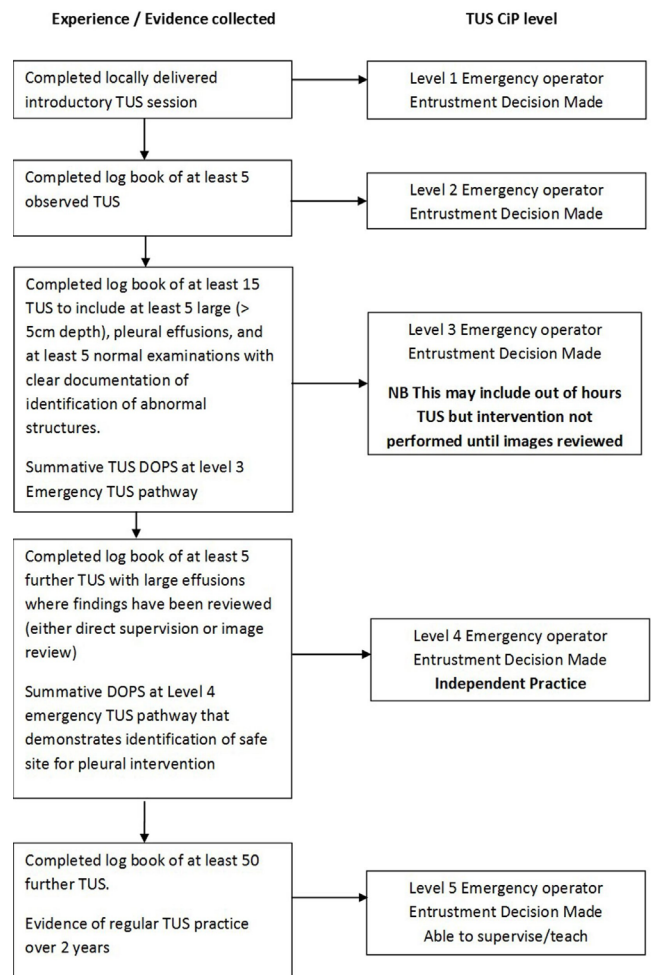 Experience / Evidence collected
TUS CiP level
Completed locally delivered
introductory TUS session
Level 1 Emergency operator
Entrustment Decision Made
Completed log book of at least 5
observed TUS
Level 2 Emergency operator
Entrustment Decision Made
Completed log book of at least 15
TUS to include at least 5 large (>
5cm depth), pleural effusions, and
at least 5 normal examinations with
clear documentation of
identification of abnormal
structures.
Summative TUS DOPS at level 3
Emergency TUS pathway
Level 3 Emergency operator
Entrustment Decision Made
NB This may include out of hours
TUS but intervention not
performed until images reviewed
Completed log book of at least 5
further TUS with large effusions
where findings have been reviewed
(either direct supervision or image
review)
Summative DOPS at Level 4
emergency TUS pathway that
demonstrates identification of safe
site for pleural intervention
Level 4 Emergency operator
Entrustment Decision Made
Independent Practice
Completed log book of at least 50
further TUS.
Evidence of regular TUS practice
over 2 years
Level 5 Emergency operator
Entrustment Decision Made
Able to supervise/teach